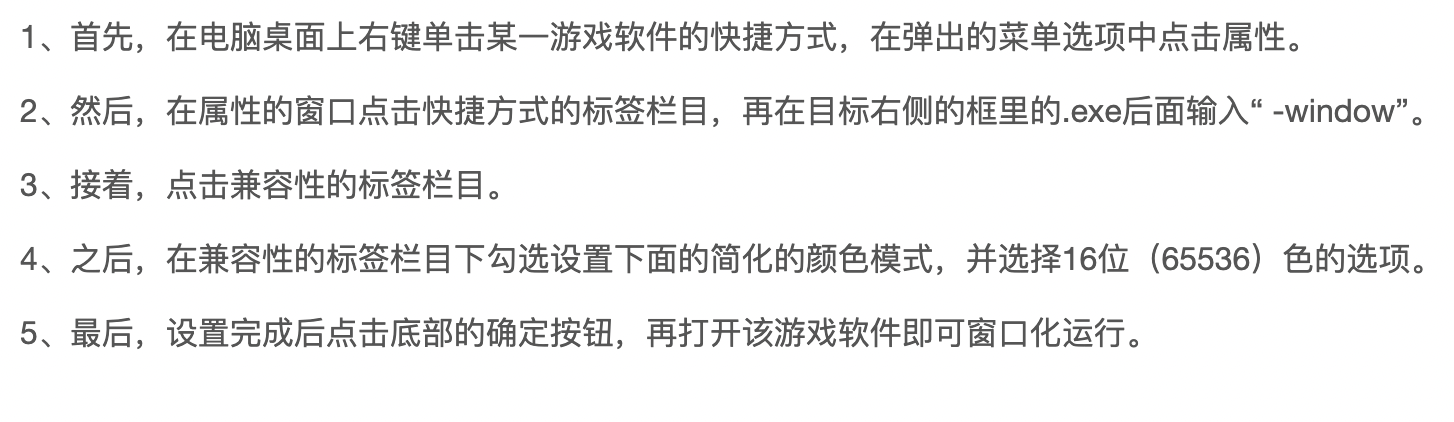 1、首先，在电脑桌面上右键单击某一游戏软件的快捷方式，在弹出的菜单选项中点击属性。
2、然后，在属性的窗口点击快捷方式的标签栏目，再在目标右侧的框里的.exe后面输入“ -window”。
3、接着，点击兼容性的标签栏目。
4、之后，在兼容性的标签栏目下勾选设置下面的简化的颜色模式，并选择16位（65536）色的选项。
5、最后，设置完成后点击底部的确定按钮，再打开该游戏软件即可窗口化运行。